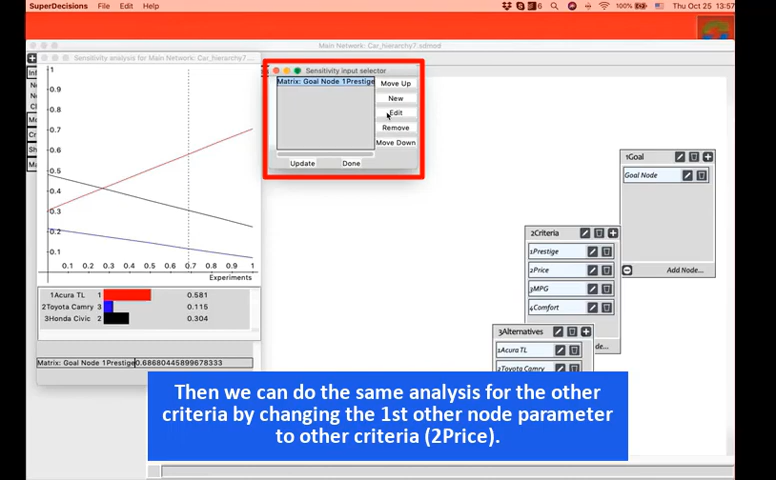 SuperDecisions File Edit Help 6 100% Thu Oct 25 13:57
Main Network: Car_hierarchy7.sdmod
Sensitivity analysis for Main Network: Car_hierarchy7...
1
0.9
0.8
0.7
0.6
0.5
0.4
0.3
0.2
0.1
0.1 0.2 0.3 0.4 0.5 0.6 0.7 0.8 0.9 1
Experiments
1Acura TL 1 0.581
2Toyota Camry 3 0.115
3Honda Civic 2 0.304
Matrix: Goal Node 1Prestige 0.68680445899678333
Sensitivity input selector
Matrix: Goal Node 1Prestige
Move Up
New
Edit
Remove
Move Down
Update Done
1Goal
Goal Node
Add Node...
2Criteria
1Prestige
2Price
3MPG
4Comfort
de...
3Alternatives
1Acura TL
2Toyota Camry
Then we can do the same analysis for the other
criteria by changing the 1st other node parameter
to other criteria (2Price).